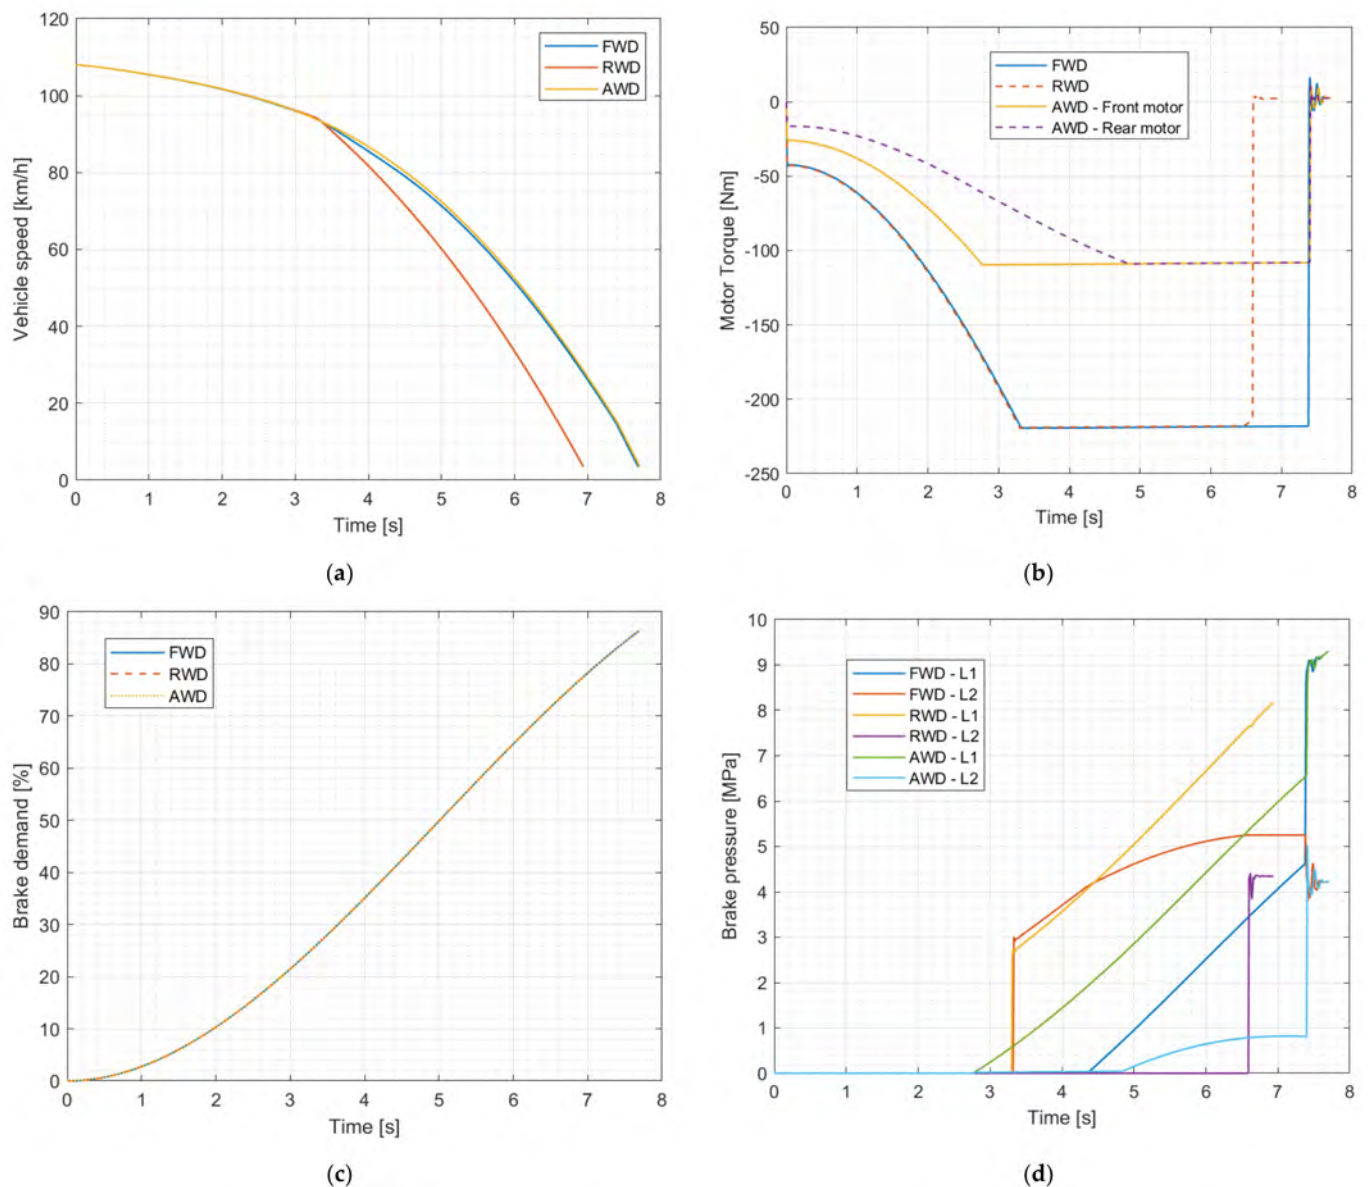 120
100
80
60
40
20
0
Vehicle speed [km/h]
FWD
RWD
AWD
0 1 2 3 4 5 6 7 8
Time [s]
(a)
50
0
-50
-100
-150
-200
-250
Motor Torque [Nm]
FWD
RWD
AWD - Front motor
AWD - Rear motor
0 1 2 3 4 5 6 7 8
Time [s]
(b)
90
80
70
60
50
40
30
20
10
0
Brake demand [%]
FWD
RWD
AWD
0 1 2 3 4 5 6 7 8
Time [s]
(c)
10
9
8
7
6
5
4
3
2
1
0
Brake pressure [MPa]
FWD - L1
FWD - L2
RWD - L1
RWD - L2
AWD - L1
AWD - L2
0 1 2 3 4 5 6 7 8
Time [s]
(d)